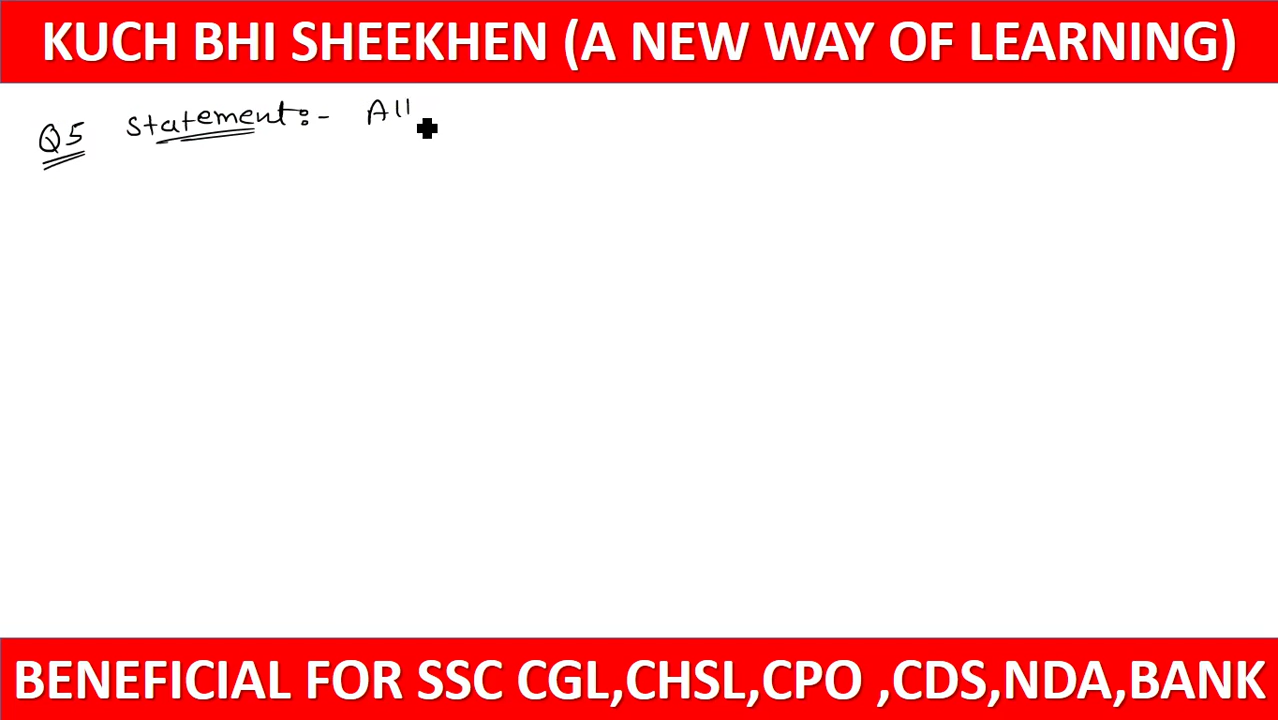 KUCH BHI SHEEKHEN (A NEW WAY OF LEARNING)
Q5 Statement:- All
BENEFICIAL FOR SSC CGL,CHSL,CPO ,CDS,NDA,BANK